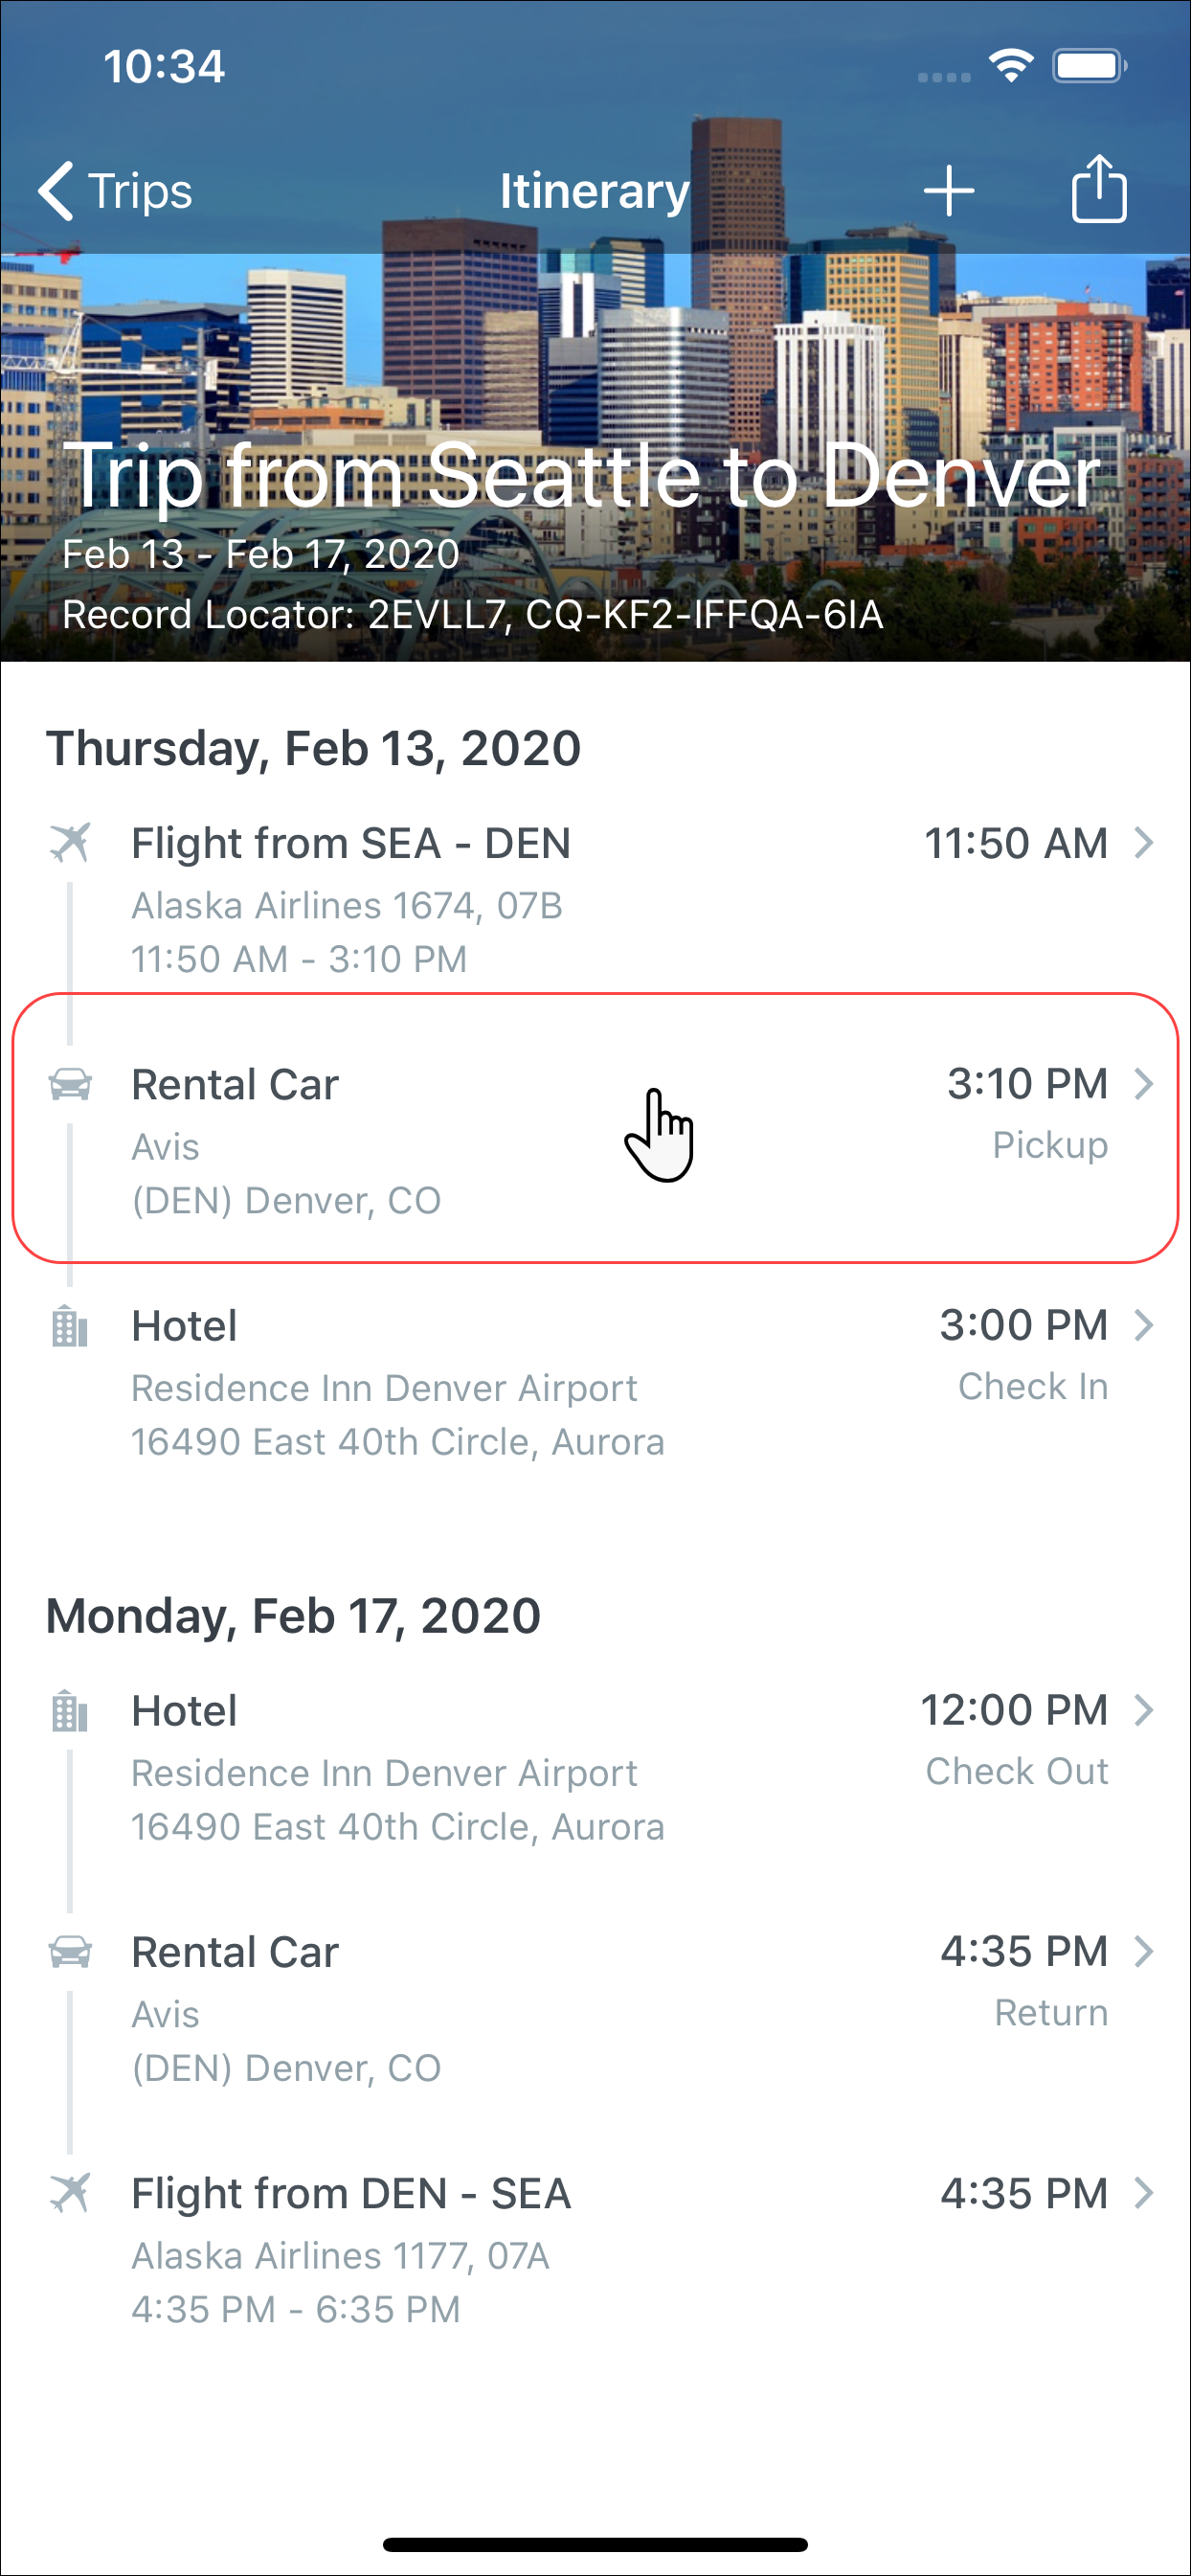 10:34
Trips
Itinerary
Trip from Seattle to Denver
Feb 13 - Feb 17, 2020
Record Locator: 2EVLL7, CQ-KF2-IFFQA-6IA
Thursday, Feb 13, 2020
Flight from SEA - DEN 11:50 AM
Alaska Airlines 1674, 07B
11:50 AM - 3:10 PM
Rental Car 3:10 PM
Avis Pickup
(DEN) Denver, CO
Hotel 3:00 PM
Residence Inn Denver Airport Check In
16490 East 40th Circle, Aurora
Monday, Feb 17, 2020
Hotel 12:00 PM
Residence Inn Denver Airport Check Out
16490 East 40th Circle, Aurora
Rental Car 4:35 PM
Avis Return
(DEN) Denver, CO
Flight from DEN - SEA 4:35 PM
Alaska Airlines 1177, 07A
4:35 PM - 6:35 PM